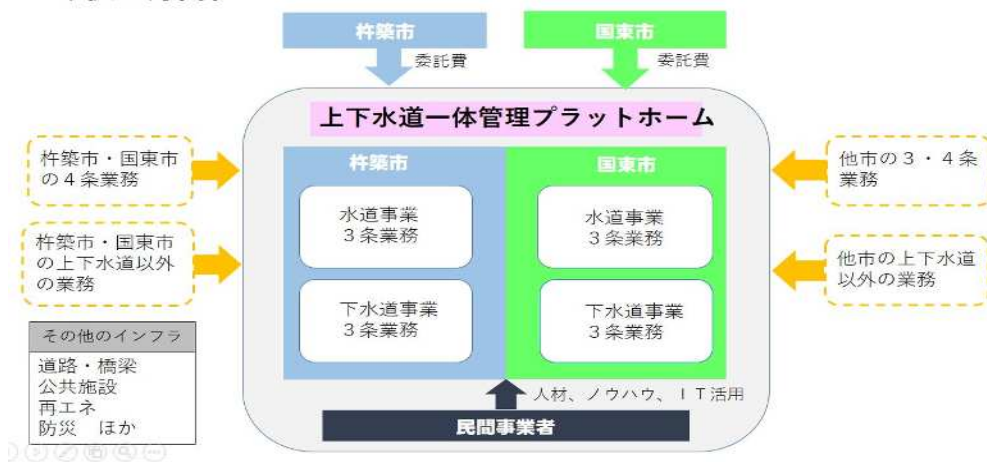 杵築市
国東市
委託費
委託費
上下水道一体管理プラットホーム
杵築市・国東市
の４条業務
杵築市
国東市
他市の３・４条
業務
水道事業
３条業務
水道事業
３条業務
杵築市・国東市
の上下水道以外
の業務
他市の上下水道
以外の業務
下水道事業
３条業務
下水道事業
３条業務
その他のインフラ
道路・橋梁
公共施設
再エネ
防災　ほか
人材、ノウハウ、ＩＴ活用
民間事業者